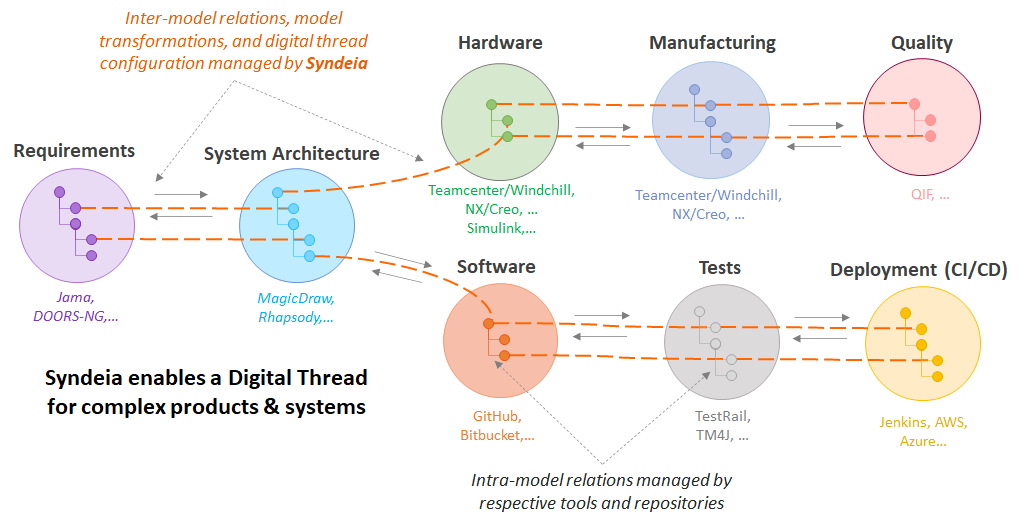 Inter-model relations, model
transformations, and digital thread
configuration managed by Syndeia
Hardware
Manufacturing
Quality
Requirements
System Architecture
Teamcenter/Windchill,
NX/Creo, ...
Simulink,...
Teamcenter/Windchill,
NX/Creo, ...
QIF, ...
Software
Tests
Deployment (CI/CD)
Jama,
DOORS-NG,...
MagicDraw,
Rhapsody,...
Syndeia enables a Digital Thread
for complex products & systems
GitHub,
Bitbucket,...
TestRail,
TM4J, ...
Jenkins, AWS,
Azure...
Intra-model relations managed by
respective tools and repositories